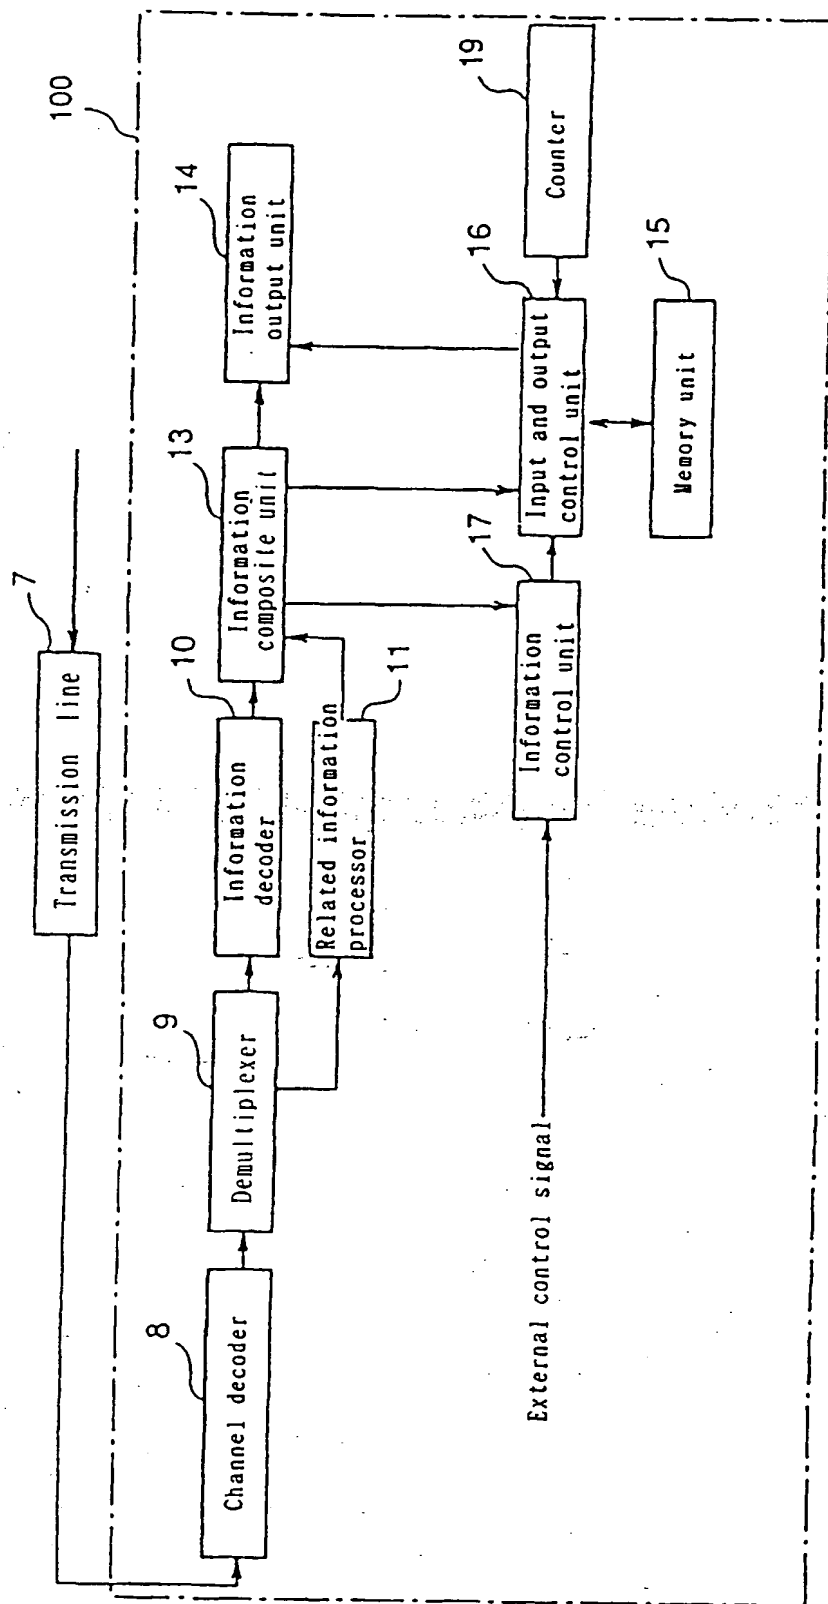 100
7
Transmission line
8
Channel decoder
9
Demultiplexer
10
Information
decoder
11
Related information
processor
13
Information
composite unit
14
Information
output unit
External control signal
17
Information
control unit
16
Input and output
control unit
19
Counter
15
Memory unit